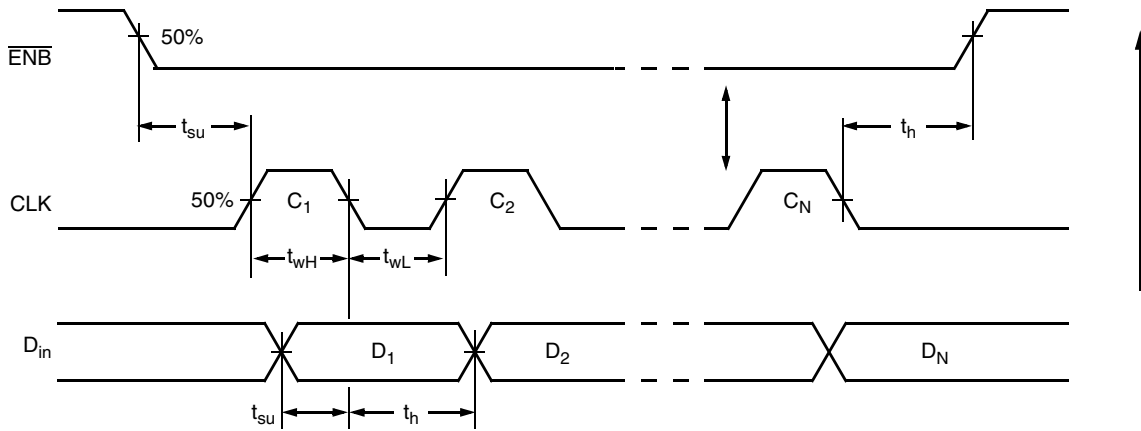 50%
ENB
t_su
t_h
50%
CLK
C_1
C_2
C_N
t_wH
t_wL
D_in
D_1
D_2
D_N
t_su
t_h